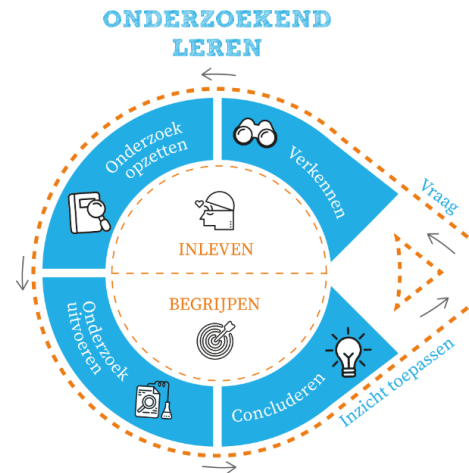 ONDERZOEKEND
LEREN
Vraag
Verkennen
Onderzoek
opzetten
INLEVEN
BEGRIJPEN
Onderzoek
uitvoeren
Concluderen
Inzicht toepassen